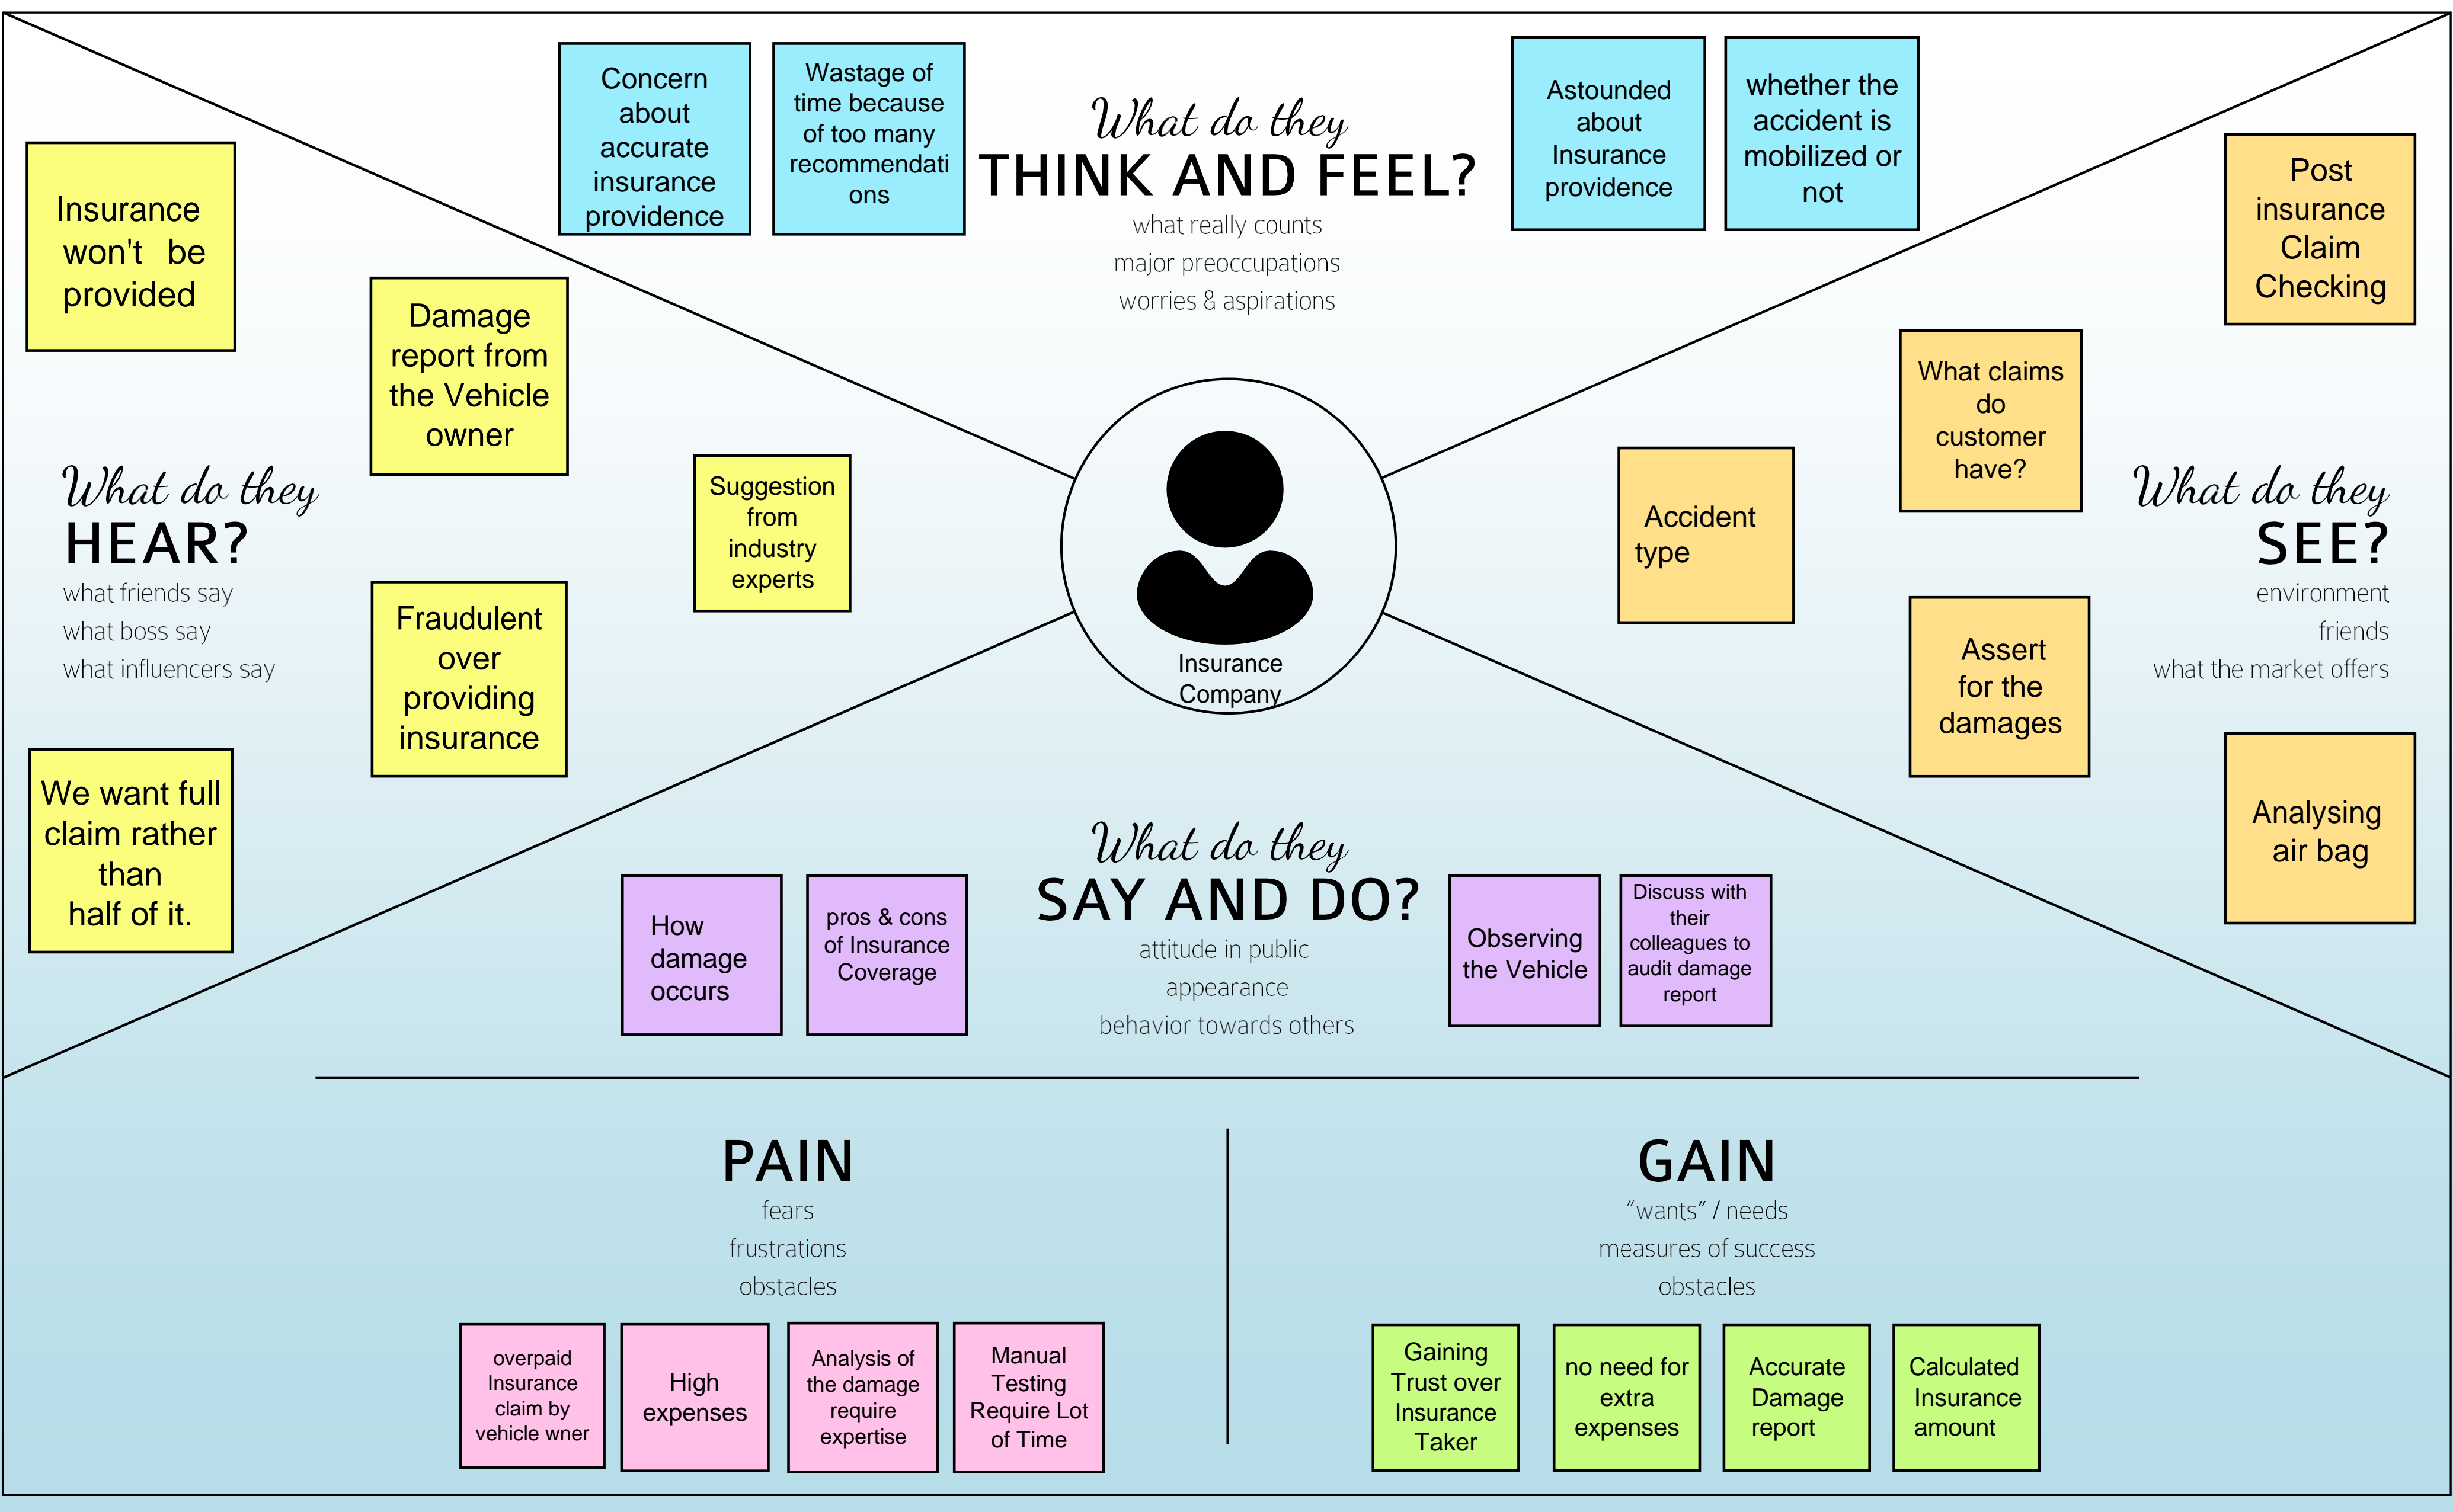 Concern
about
accurate
insurance
providence
Wastage of
time because
of too many
recommendati
ons
What do they
THINK AND FEEL?
what really counts
major preoccupations
worries & aspirations
Astounded
about
Insurance
providence
whether the
accident is
mobilized or
not
Insurance
won't be
provided
Damage
report from
the Vehicle
owner
Suggestion
from
industry
experts
What do they
HEAR?
what friends say
what boss say
what influencers say
Fraudulent
over
providing
insurance
We want full
claim rather
than
half of it.
Insurance
Company
Post
insurance
Claim
Checking
What claims
do
customer
have?
Accident
type
What do they
SEE?
environment
friends
what the market offers
Assert
for the
damages
Analysing
air bag
How
damage
occurs
pros & cons
of Insurance
Coverage
What do they
SAY AND DO?
attitude in public
appearance
behavior towards others
Observing
the Vehicle
Discuss with
their
colleagues to
audit damage
report
PAIN
fears
frustrations
obstacles
overpaid
Insurance
claim by
vehicle wner
High
expenses
Analysis of
the damage
require
expertise
Manual
Testing
Require Lot
of Time
GAIN
“wants” / needs
measures of success
obstacles
Gaining
Trust over
Insurance
Taker
no need for
extra
expenses
Accurate
Damage
report
Calculated
Insurance
amount